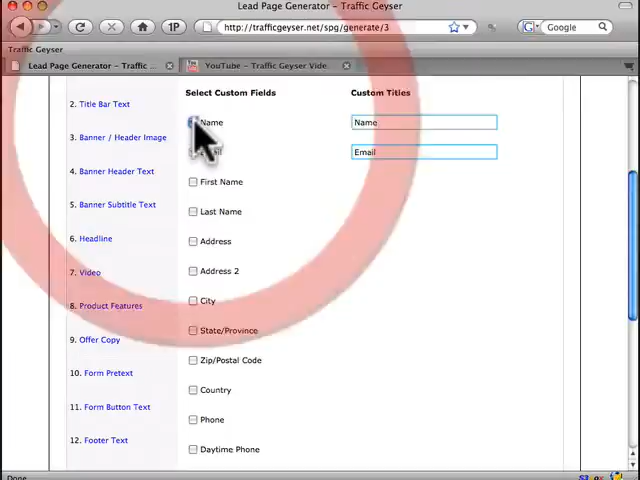 Lead Page Generator – Traffic Geyser
1P
http://trafficgeyser.net/spg/generate/3
G
Google
Traffic Geyser
Lead Page Generator – Traffic ...
YouTube – Traffic Geyser Vide...
Select Custom Fields
Custom Titles
2. Title Bar Text
Name
Name
3. Banner / Header Image
Email
4. Banner Header Text
First Name
5. Banner Subtitle Text
Last Name
6. Headline
Address
7. Video
Address 2
8. Product Features
City
9. Offer Copy
State/Province
10. Form Pretext
Zip/Postal Code
11. Form Button Text
Country
12. Footer Text
Phone
Daytime Phone
Done